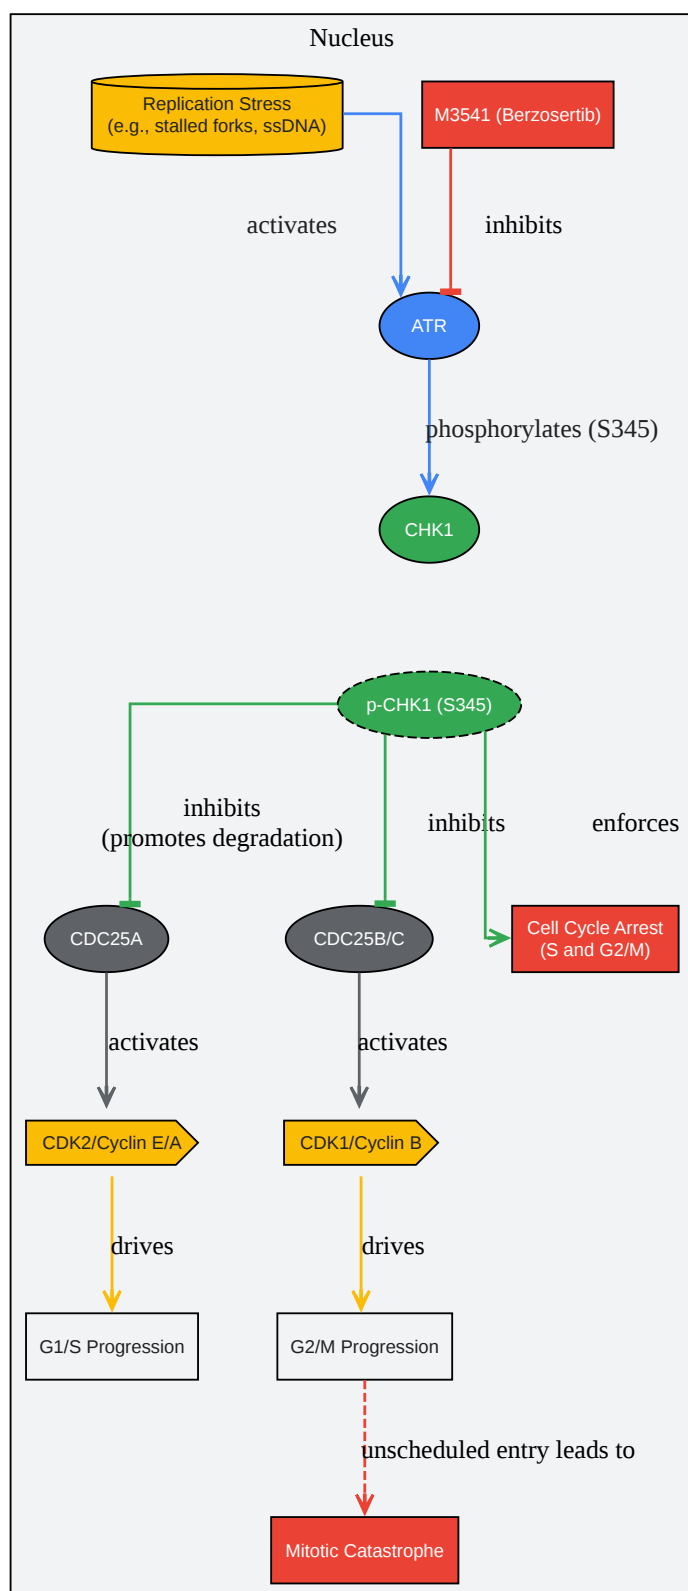 Nucleus
Replication Stress
(e.g., stalled forks, ssDNA)
M3541 (Berzosertib)
activates
inhibits
ATR
phosphorylates (S345)
CHK1
p-CHK1 (S345)
inhibits
(promotes degradation)
inhibits
enforces
CDC25A
CDC25B/C
Cell Cycle Arrest
(S and G2/M)
activates
activates
CDK2/Cyclin E/A
CDK1/Cyclin B
drives
drives
G1/S Progression
G2/M Progression
unscheduled entry leads to
Mitotic Catastrophe